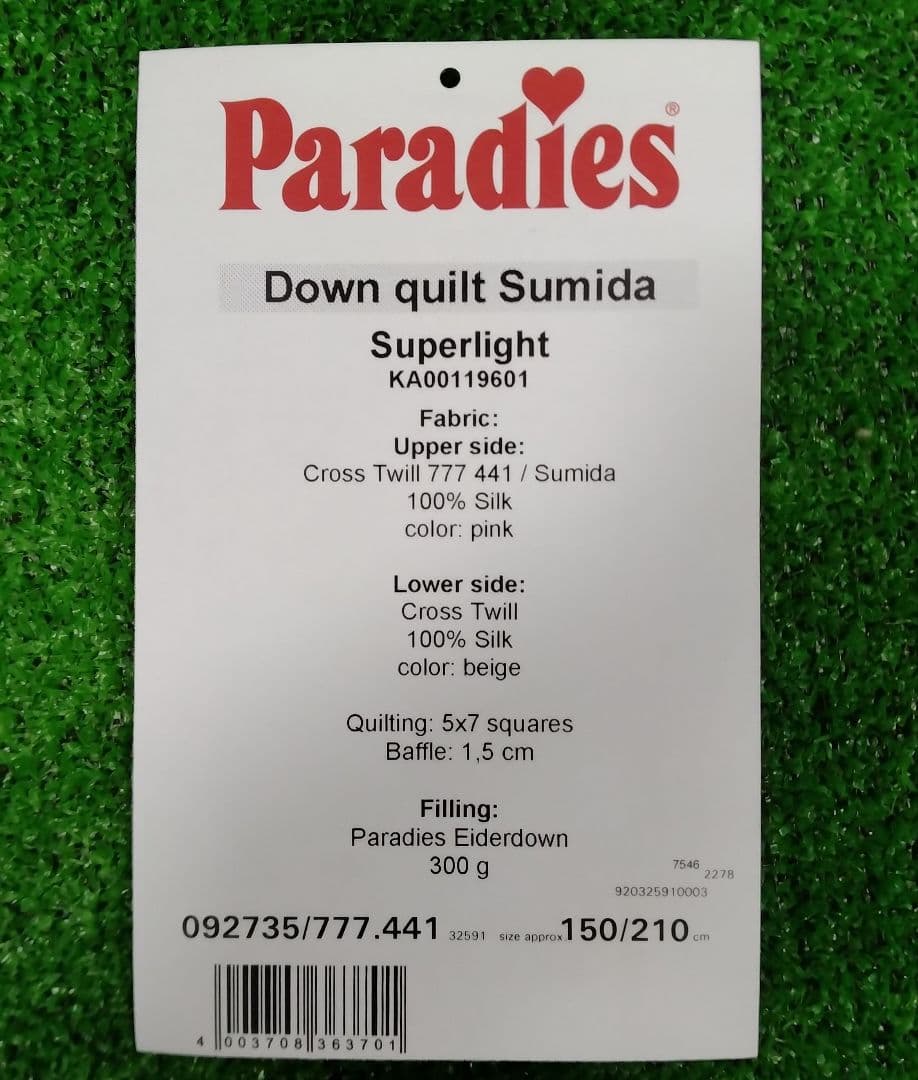 Paradies®
Down quilt Sumida
Superlight
KA00119601
Fabric:
Upper side:
Cross Twill 777 441 / Sumida
100% Silk
color: pink
Lower side:
Cross Twill
100% Silk
color: beige
Quilting: 5x7 squares
Baffle: 1,5 cm
Filling:
Paradies Eiderdown
300 g
7546
2278
920325910003
092735/777.441 32591 size approx. 150/210 cm
4 003708 363701